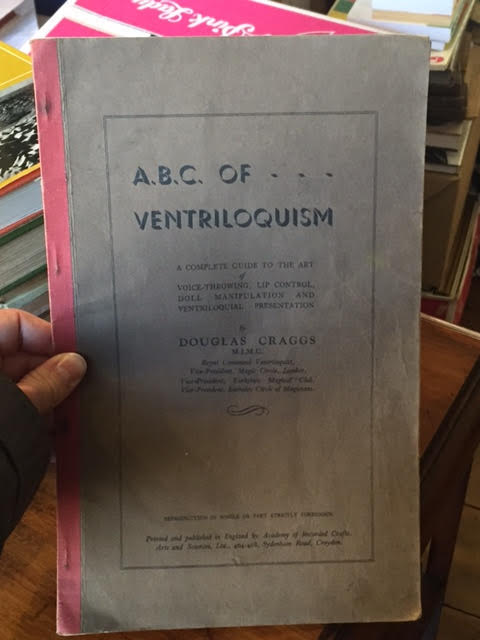 Pink Lady
A.B.C. OF - - -
VENTRILOQUISM
A COMPLETE GUIDE TO THE ART
of
VOICE-THROWING, LIP CONTROL,
DOLL MANIPULATION AND
VENTRILOQUIAL PRESENTATION
by
DOUGLAS CRAGGS
M.I.M.C.
Royal Command Ventriloquist,
Vice-President, Magic Circle, London,
Vice-President, Yorkshire Magical Club,
Vice-President, Circle of Magicians.
REPRODUCTION IN WHOLE OR PART STRICTLY FORBIDDEN
Printed and published in England by Academy of Recorded Crafts,
Arts and Sciences, Ltd., Sydenham Road, Croydon.